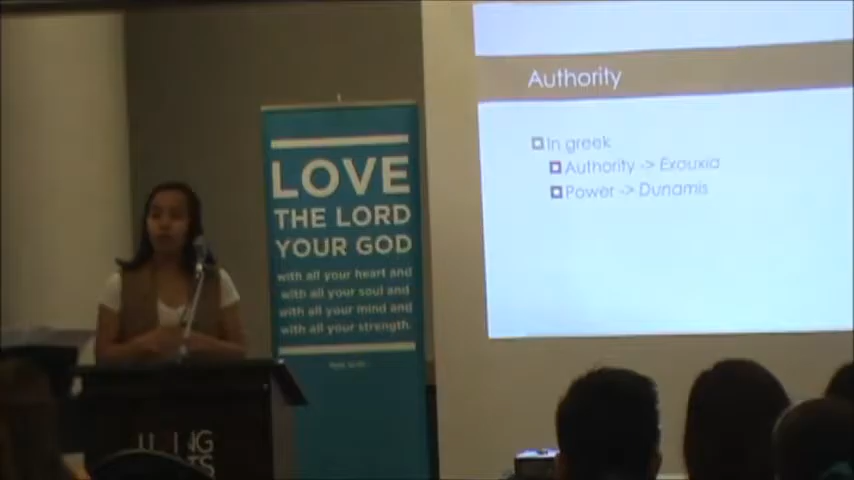 Authority
In greek
Authority -> Exouxia
Power -> Dunamis
LOVE
THE LORD
YOUR GOD
with all your heart and
with all your soul and
with all your mind and
with all your strength.